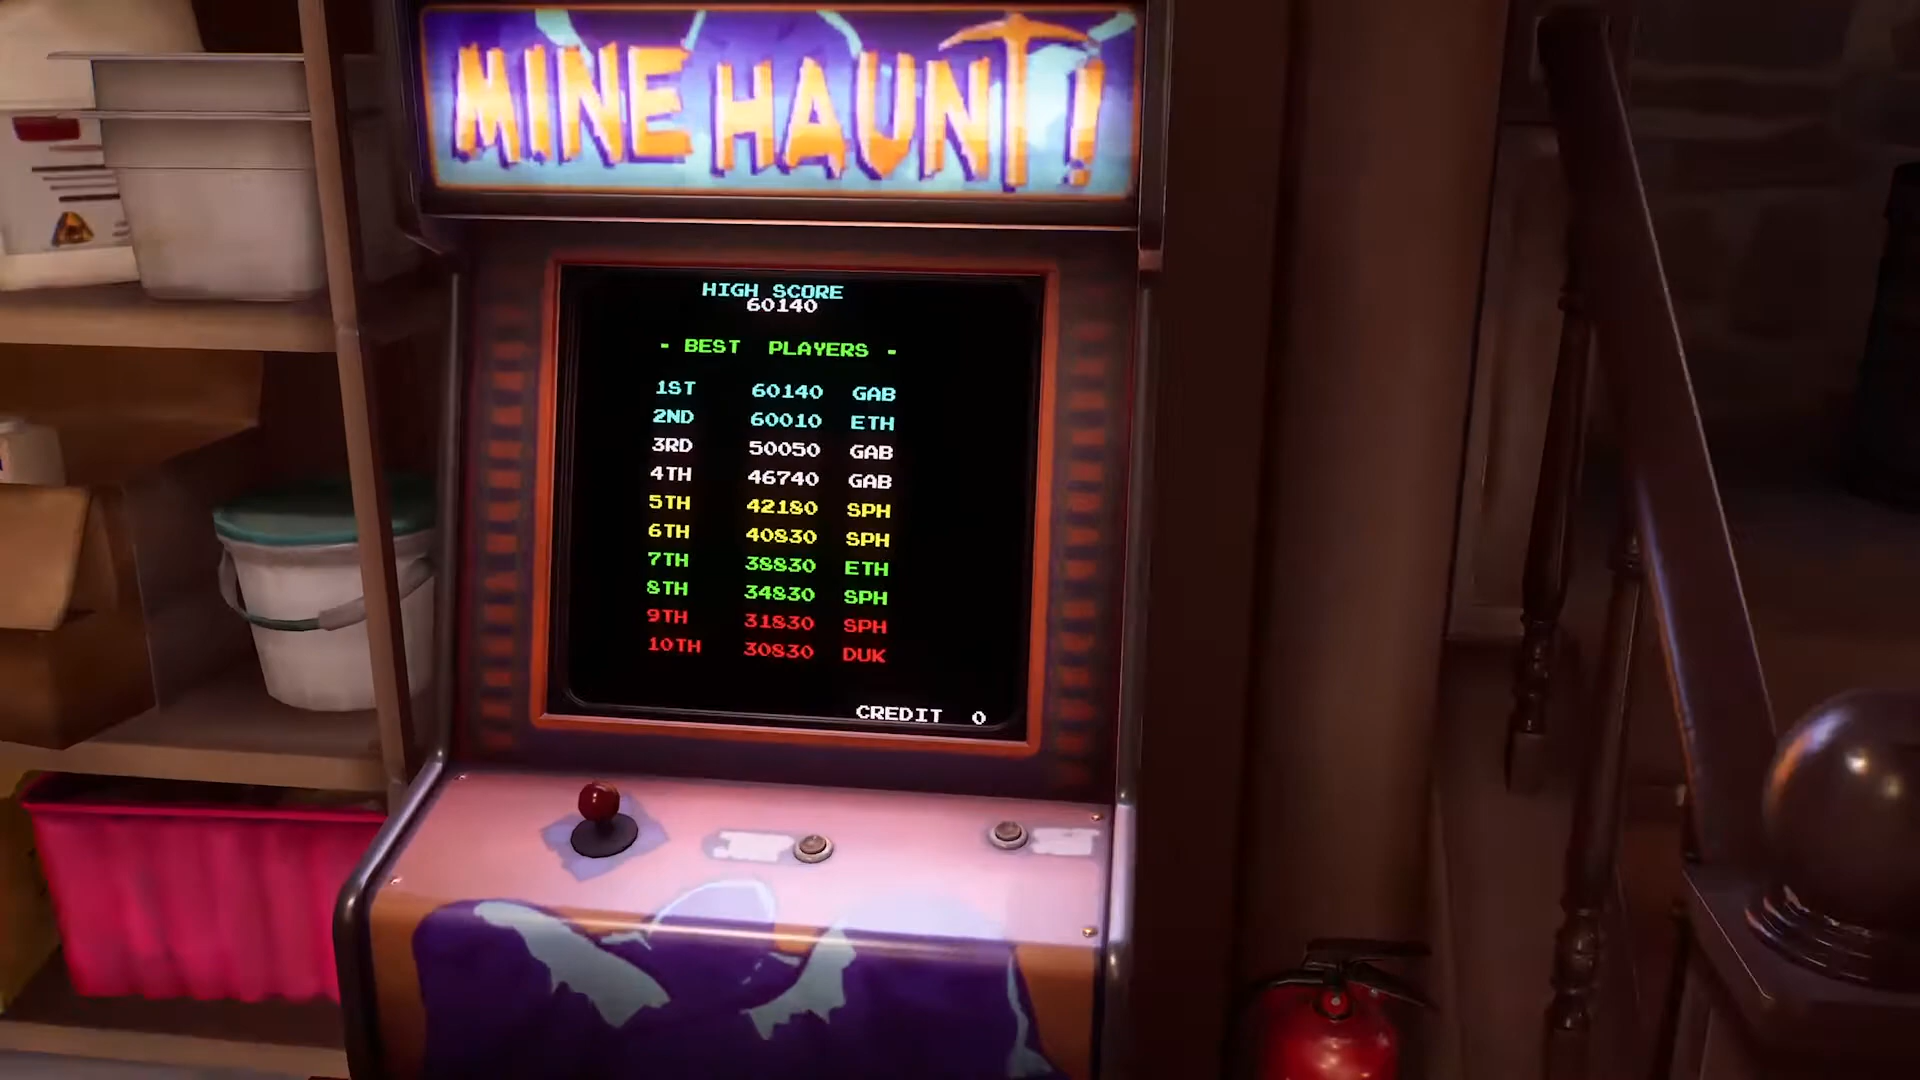 MINE HAUNT!
HIGH SCORE
60140
- BEST PLAYERS -
1ST 60140 GAB
2ND 60010 ETH
3RD 50050 GAB
4TH 46740 GAB
5TH 42180 SPH
6TH 40830 SPH
7TH 38830 ETH
8TH 34830 SPH
9TH 31830 SPH
10TH 30830 DUK
CREDIT 0